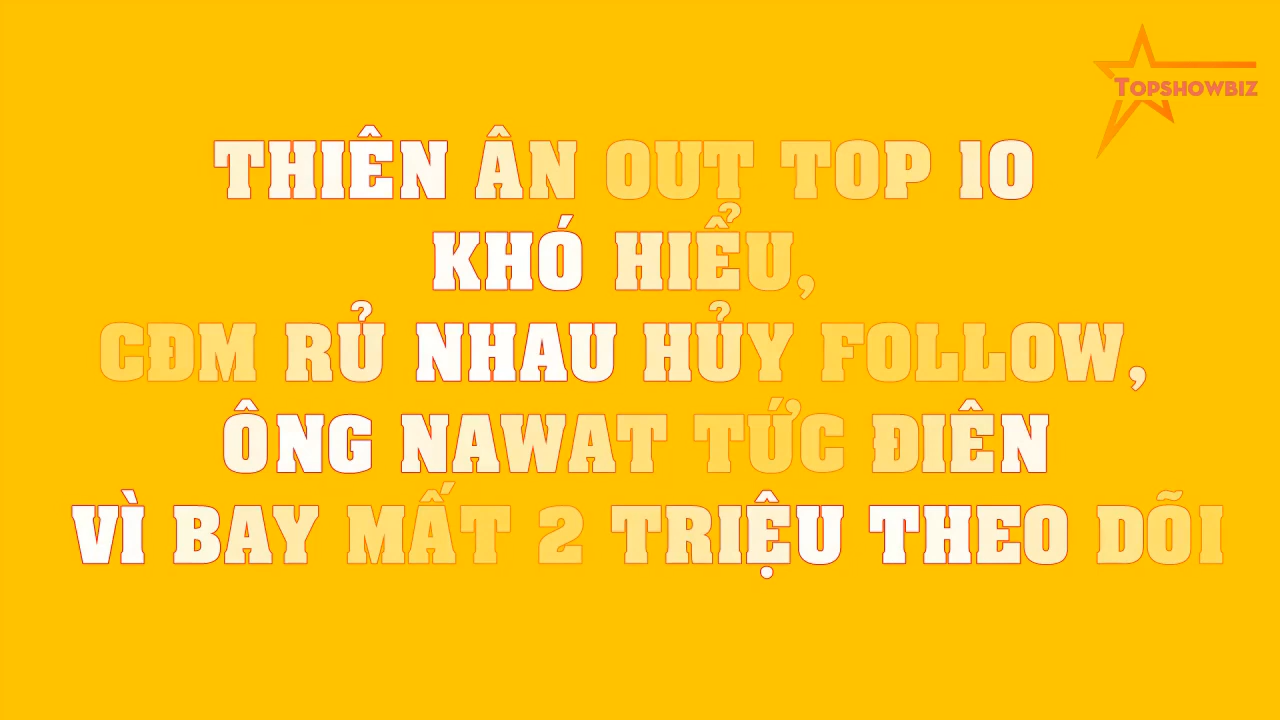 TOPSHOWBIZ
THIÊN ÂN OUT TOP 10
KHÓ HIỂU,
CĐM RỦ NHAU HỦY FOLLOW,
ÔNG NAWAT TỨC ĐIÊN
VÌ BAY MẤT 2 TRIỆU THEO DÕI